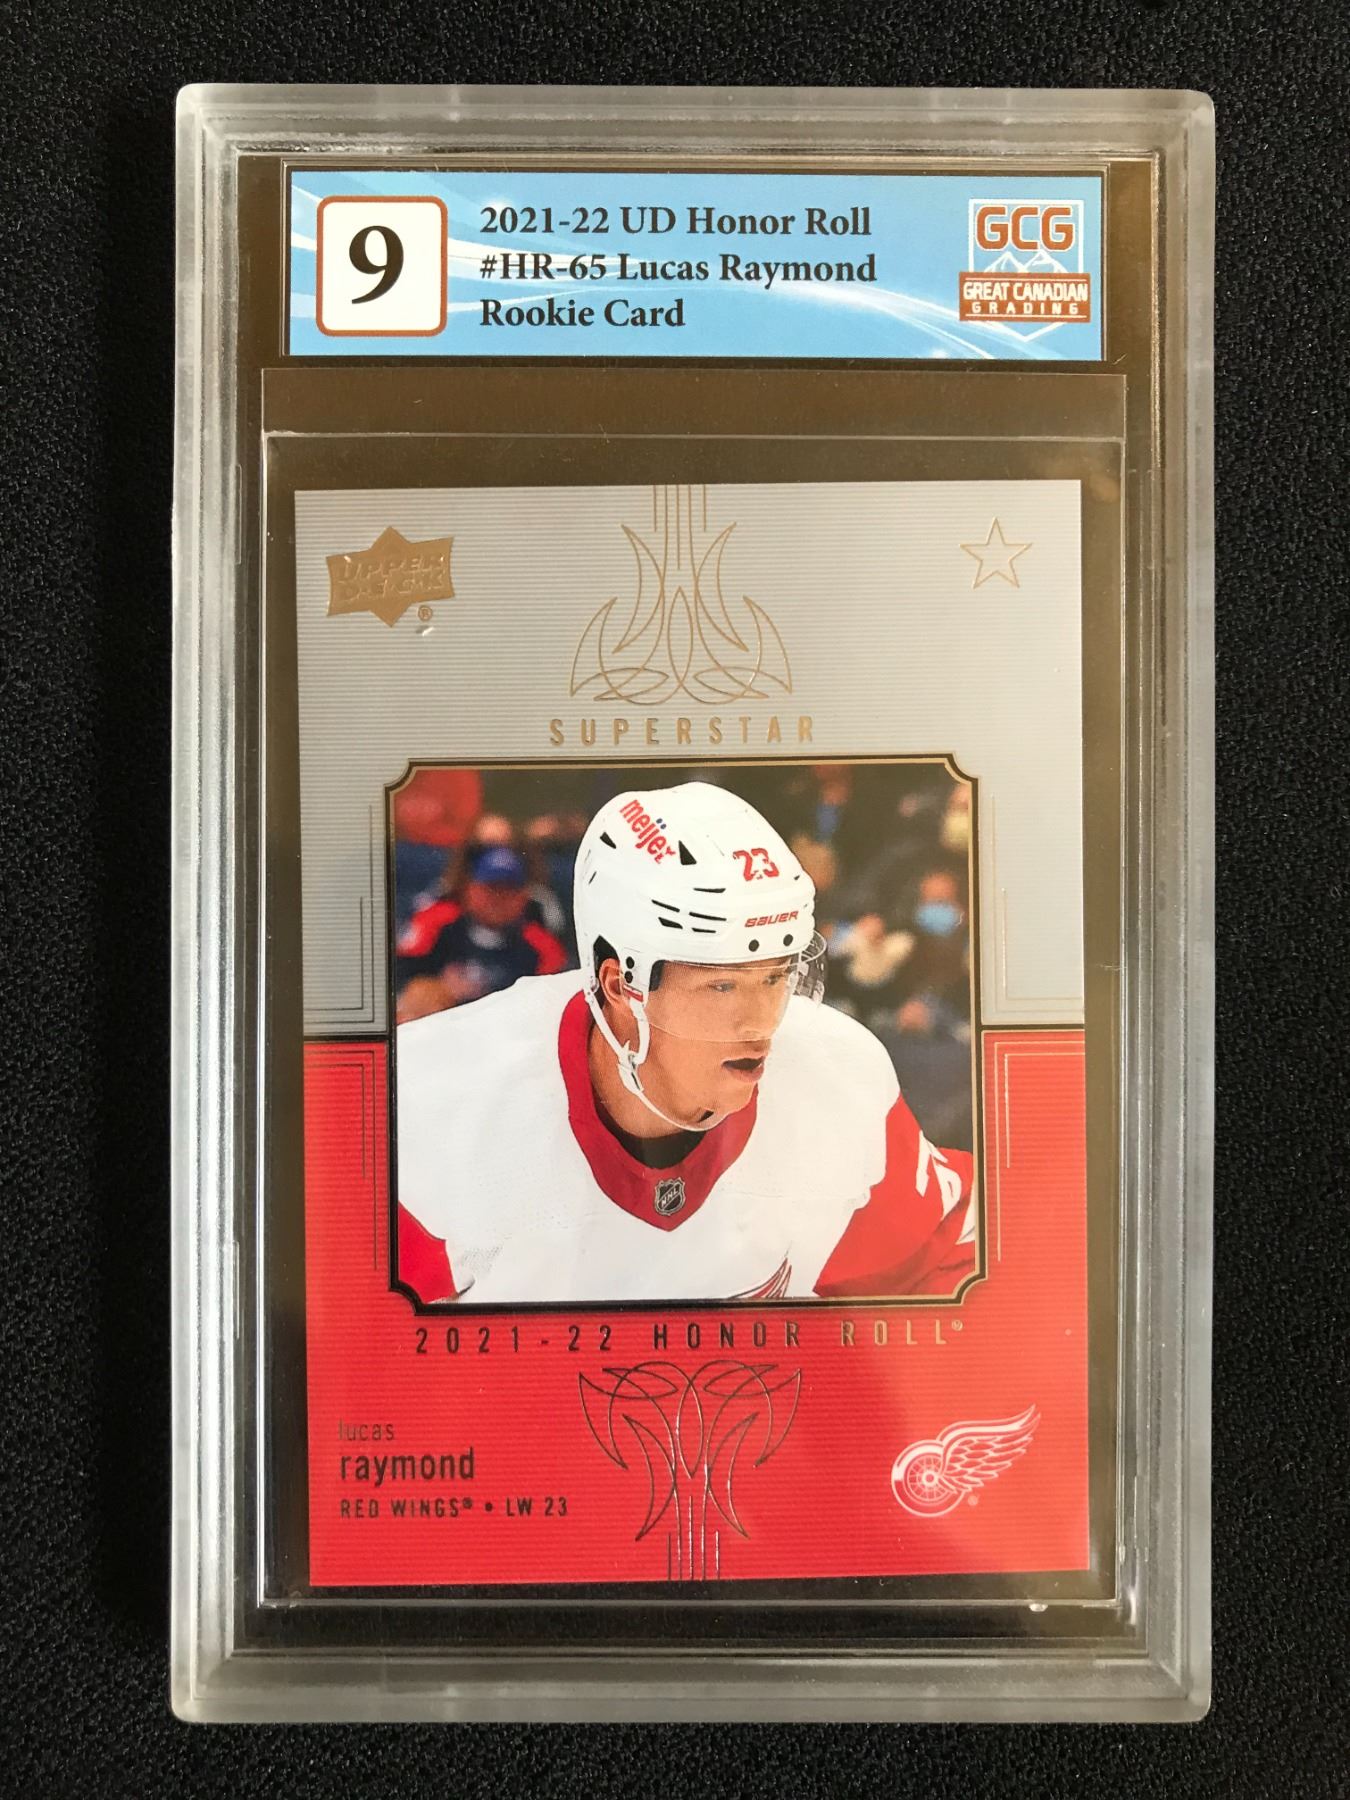 9
2021-22 UD Honor Roll
#HR-65 Lucas Raymond
Rookie Card
GCG
GREAT CANADIAN
GRADING
UPPER
DECK
®
SUPERSTAR
meijer
23
BAUER
NHL
2021-22 HONOR ROLL®
lucas
raymond
RED WINGS® • LW 23
®